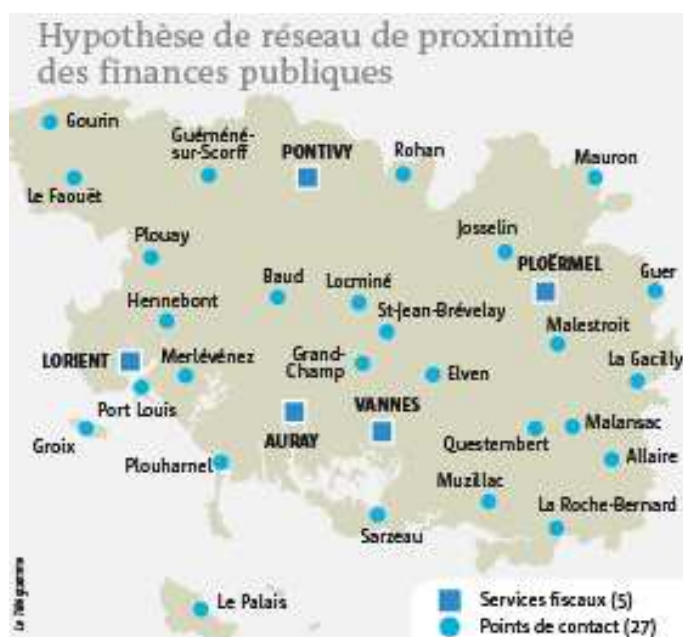 Hypothèse de réseau de proximité
des finances publiques
Gourin
Guéméné-
sur-Scorff
PONTIVY
Rohan
Mauron
Le Faouët
Plouay
Josselin
PLOËRMEL
Guer
Baud
Locminé
Hennebont
St-Jean-Brévelay
Malestroit
LORIENT
Merlévénez
Grand-
Champ
Elven
La Gacilly
Port Louis
VANNES
Groix
AURAY
Questembert
Malansac
Plouharnel
Allaire
Muzillac
La Roche-Bernard
Sarzeau
Le Palais
Services fiscaux (5)
Points de contact (27)
Le Télégramme